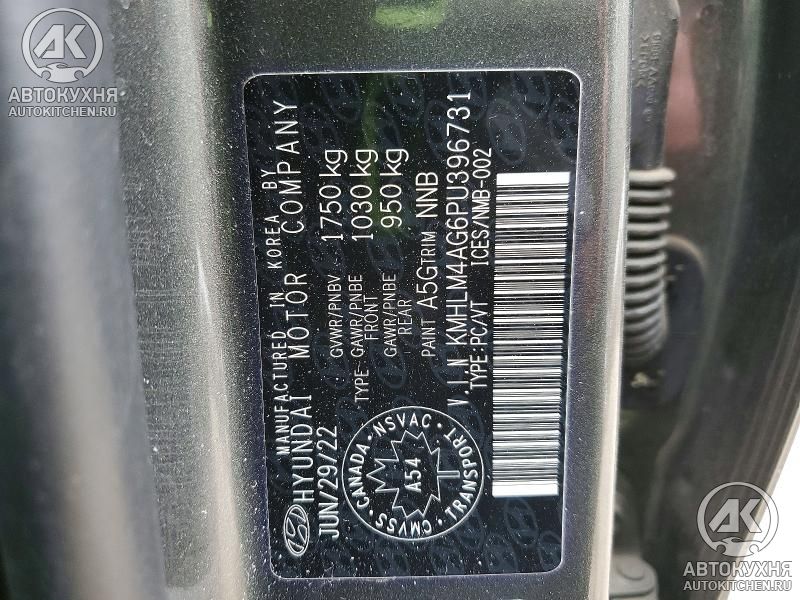 АВТОКУХНЯ
AUTOKITCHEN.RU
MANUFACTURED IN KOREA BY
HYUNDAI MOTOR COMPANY
JUN/29/22
GVWR/PNBV 1750 kg
TYPE: GAWR/PNBE FRONT 1030 kg
GAWR/PNBE REAR 950 kg
PAINT A5G TRIM NNB
V.I.N KMHLM4AG6PU396731
TYPE:PC/VT ICES/NMB-002
CANADA · NSVAC · TRANSPORT · CMVSS
A54
АВТОКУХНЯ
AUTOKITCHEN.RU